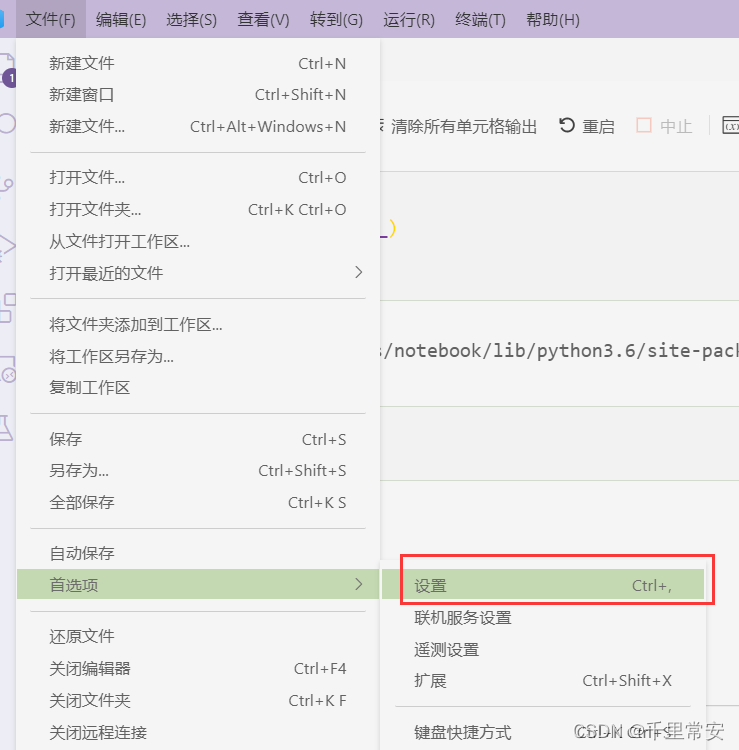 文件(F) 编辑(E) 选择(S) 查看(V) 转到(G) 运行(R) 终端(T) 帮助(H)
新建文件 Ctrl+N
1
新建窗口 Ctrl+Shift+N
新建文件... Ctrl+Alt+Windows+N
清除所有单元格输出 重启 中止
打开文件... Ctrl+O
打开文件夹... Ctrl+K Ctrl+O
_)
从文件打开工作区...
打开最近的文件
将文件夹添加到工作区...
将工作区另存为...
s/notebook/lib/python3.6/site-pack
复制工作区
保存 Ctrl+S
另存为... Ctrl+Shift+S
全部保存 Ctrl+K S
自动保存
首选项
设置 Ctrl+,
联机服务设置
还原文件
遥测设置
关闭编辑器 Ctrl+F4
扩展 Ctrl+Shift+X
关闭文件夹 Ctrl+K F
关闭远程连接
键盘快捷方式 Ctrl+K Ctrl+S
CSDN @千里常安